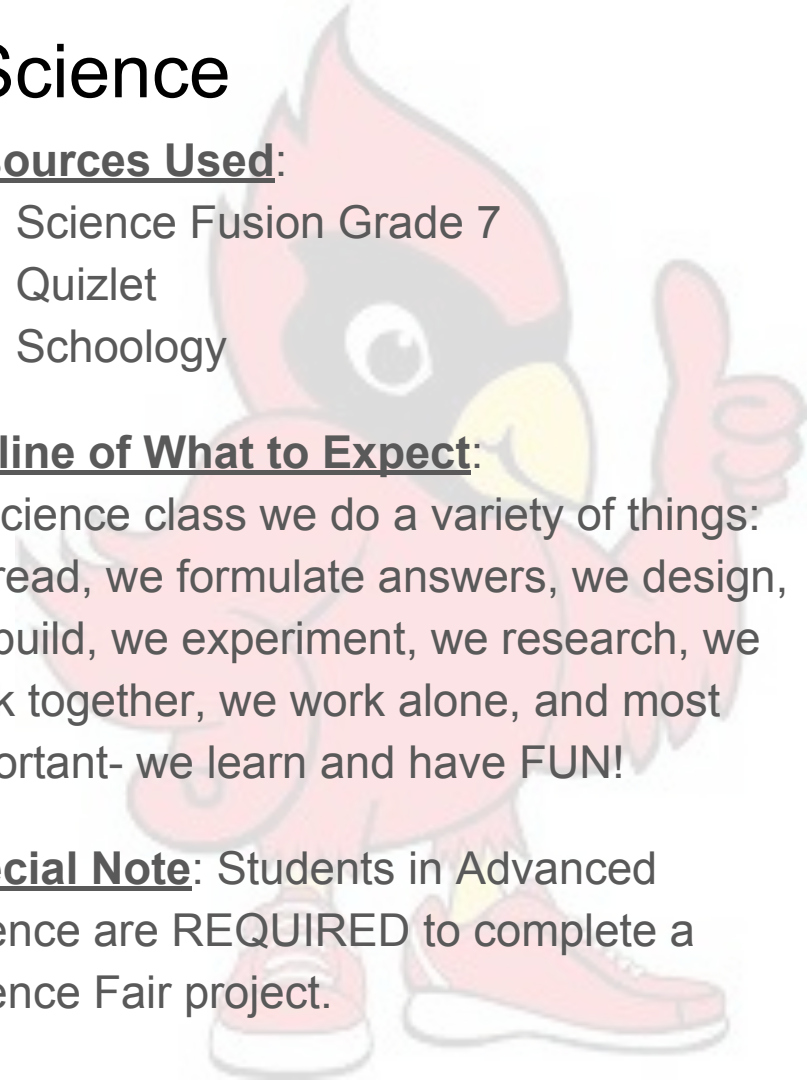 Science
sources Used:
Science Fusion Grade 7
Quizlet
Schoology
line of What to Expect:
cience class we do a variety of things:
read, we formulate answers, we design,
build, we experiment, we research, we
k together, we work alone, and most
ortant- we learn and have FUN!
ecial Note: Students in Advanced
ence are REQUIRED to complete a
ence Fair project.